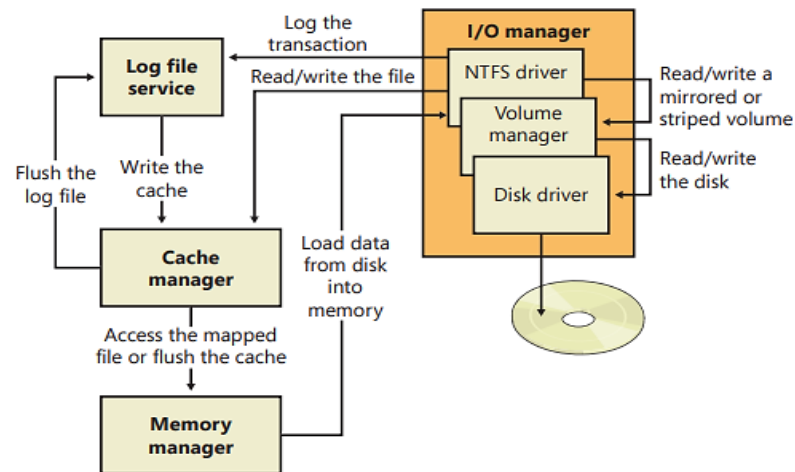 Log the
transaction
I/O manager
Log file
service
NTFS driver
Read/write the file
Read/write a
mirrored or
striped volume
Volume
manager
Flush the
log file
Write the
cache
Read/write
the disk
Disk driver
Cache
manager
Load data
from disk
into
memory
Access the mapped
file or flush the cache
Memory
manager